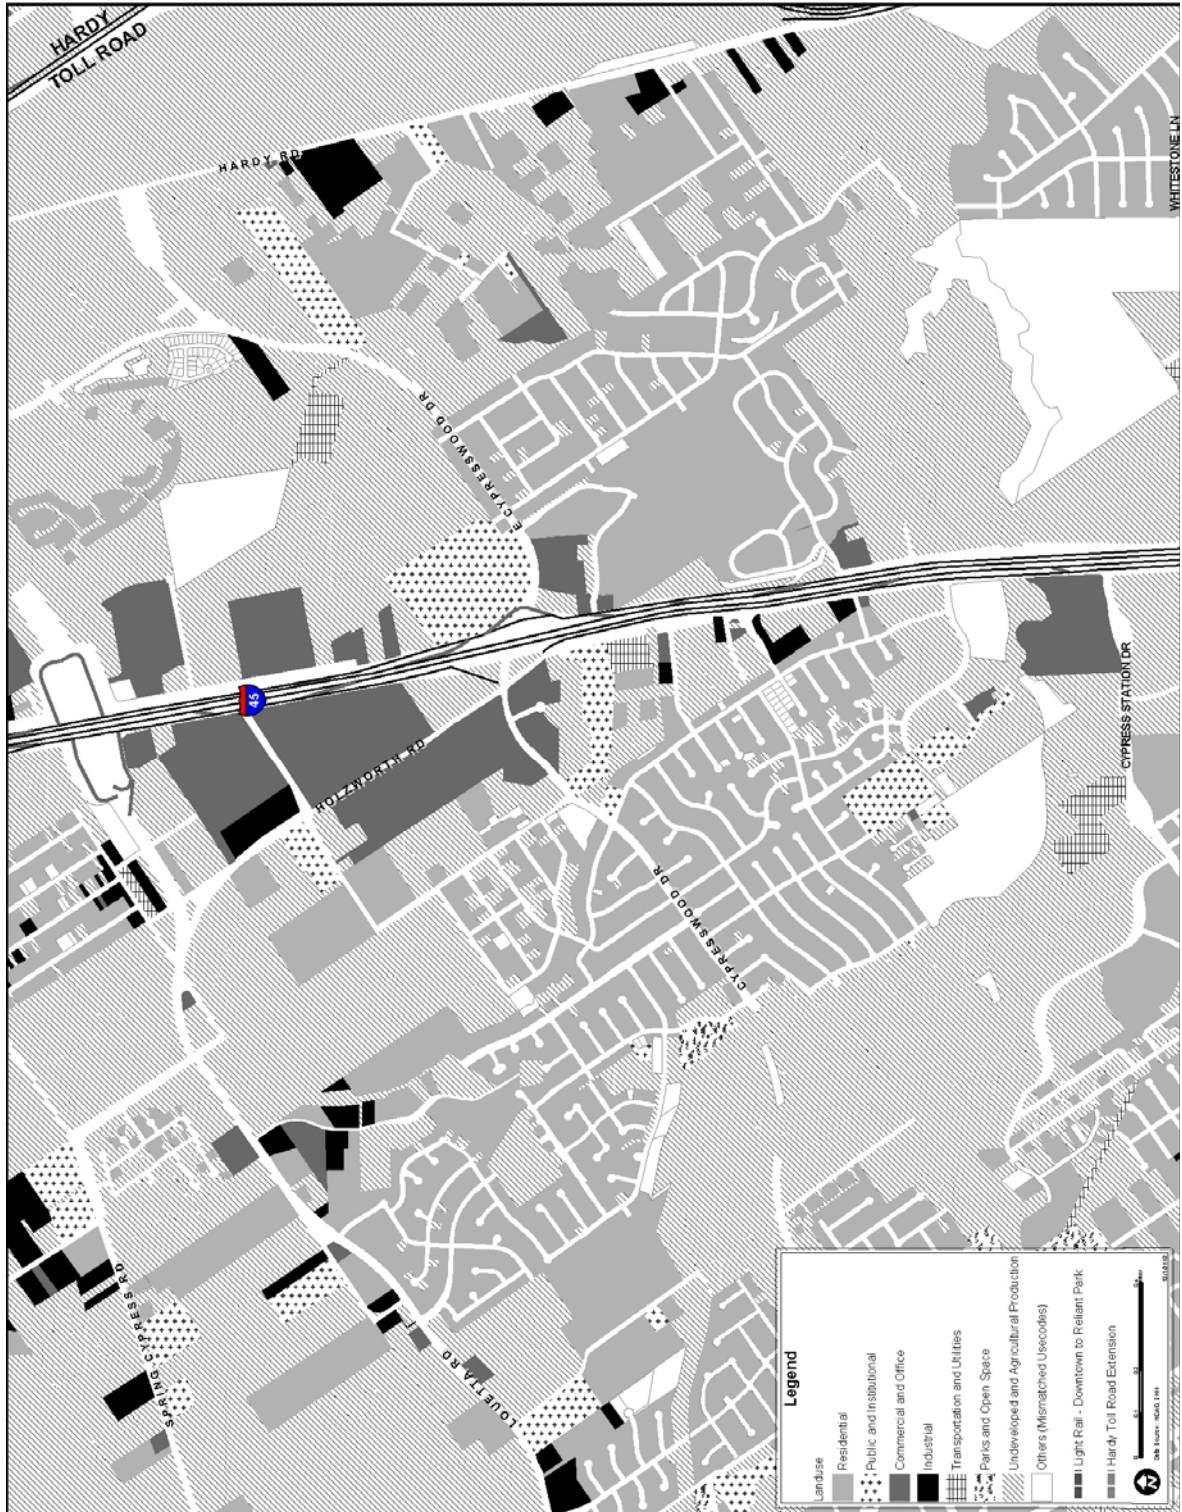 HARDY
TOLL ROAD
HARDY RD
WHITESTONE LN
E CYPRESSWOOD DR
45
HOLZWORTH RD
CYPRESS STATION DR
CYPRESSWOOD DR
SPRING-CYPRESS RD
LOUETTA RD
Legend
Landuse
Residential
Public and Institutional
Commercial and Office
Industrial
Transportation and Utilities
Parks and Open Space
Undeveloped and Agricultural Production
Others (Mismatched Usecodes)
Light Rail - Downtown to Reliant Park
Hardy Toll Road Extension
N